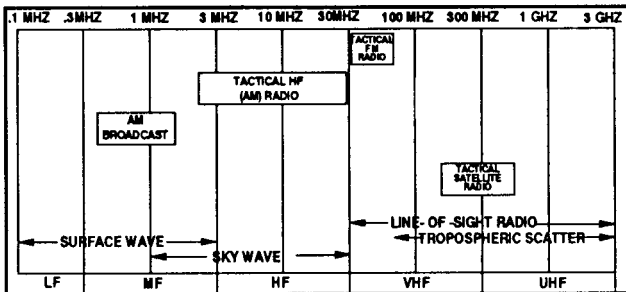 .1 MHZ .3MHZ 1 MHZ 3 MHZ 10 MHZ 30MHZ 100 MHZ 300 MHZ 1 GHZ 3 GHZ
TACTICAL
FM
RADIO
TACTICAL HF
(AM) RADIO
AM
BROADCAST
TACTICAL
SATELLITE
RADIO
LINE- OF -SIGHT RADIO
SURFACE WAVE
TROPOSPHERIC SCATTER
SKY WAVE
LF MF HF VHF UHF